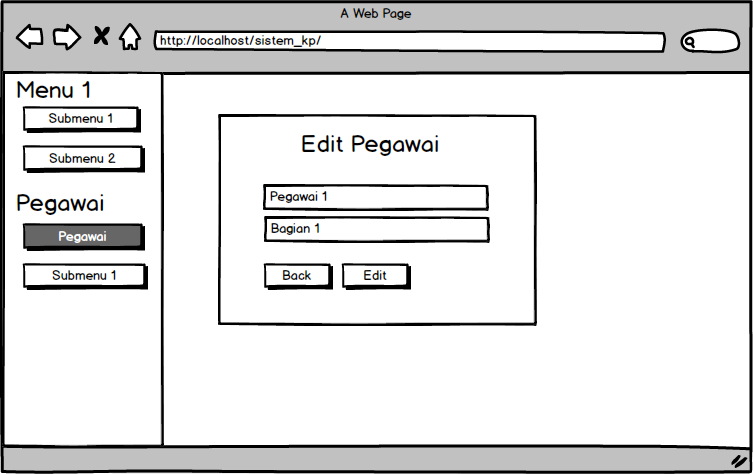 A Web Page
http://localhost/sistem_kp/
Menu 1
Submenu 1
Submenu 2
Pegawai
Pegawai
Submenu 1
Edit Pegawai
Pegawai 1
Bagian 1
Back
Edit